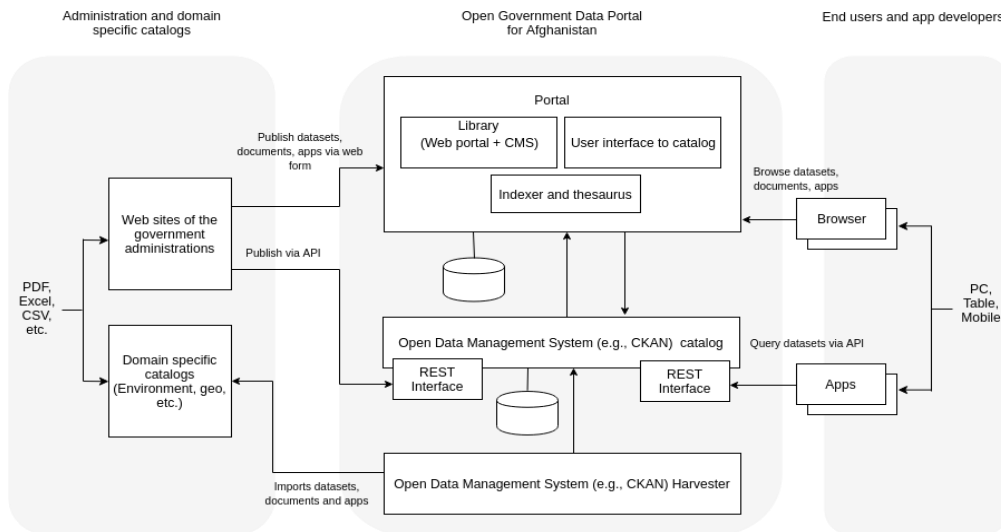 Administration and domain
specific catalogs
Open Government Data Portal
for Afghanistan
End users and app developers
Portal
Library
(Web portal + CMS)
User interface to catalog
Indexer and thesaurus
Publish datasets,
documents, apps via web
form
Web sites of the
government
administrations
Publish via API
Browse datasets,
documents, apps
Browser
PDF,
Excel,
CSV,
etc.
PC,
Table,
Mobile
Open Data Management System (e.g., CKAN) catalog
Query datasets via API
Domain specific
catalogs
(Environment, geo,
etc.)
REST
Interface
REST
Interface
Apps
Imports datasets,
documents and apps
Open Data Management System (e.g., CKAN) Harvester